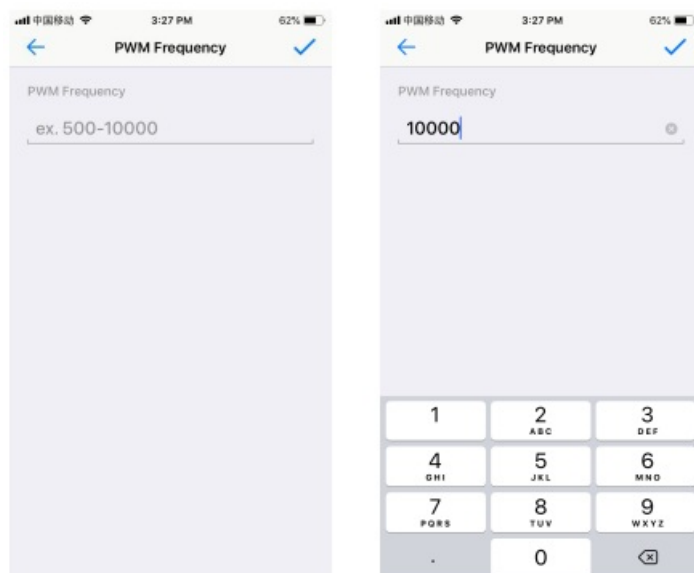 中国移动 3:27 PM 62%
PWM Frequency
PWM Frequency
ex. 500-10000
中国移动 3:27 PM 62%
PWM Frequency
PWM Frequency
10000
1 2 3
ABC DEF
4 5 6
GHI JKL MNO
7 8 9
PQRS TUV WXYZ
. 0